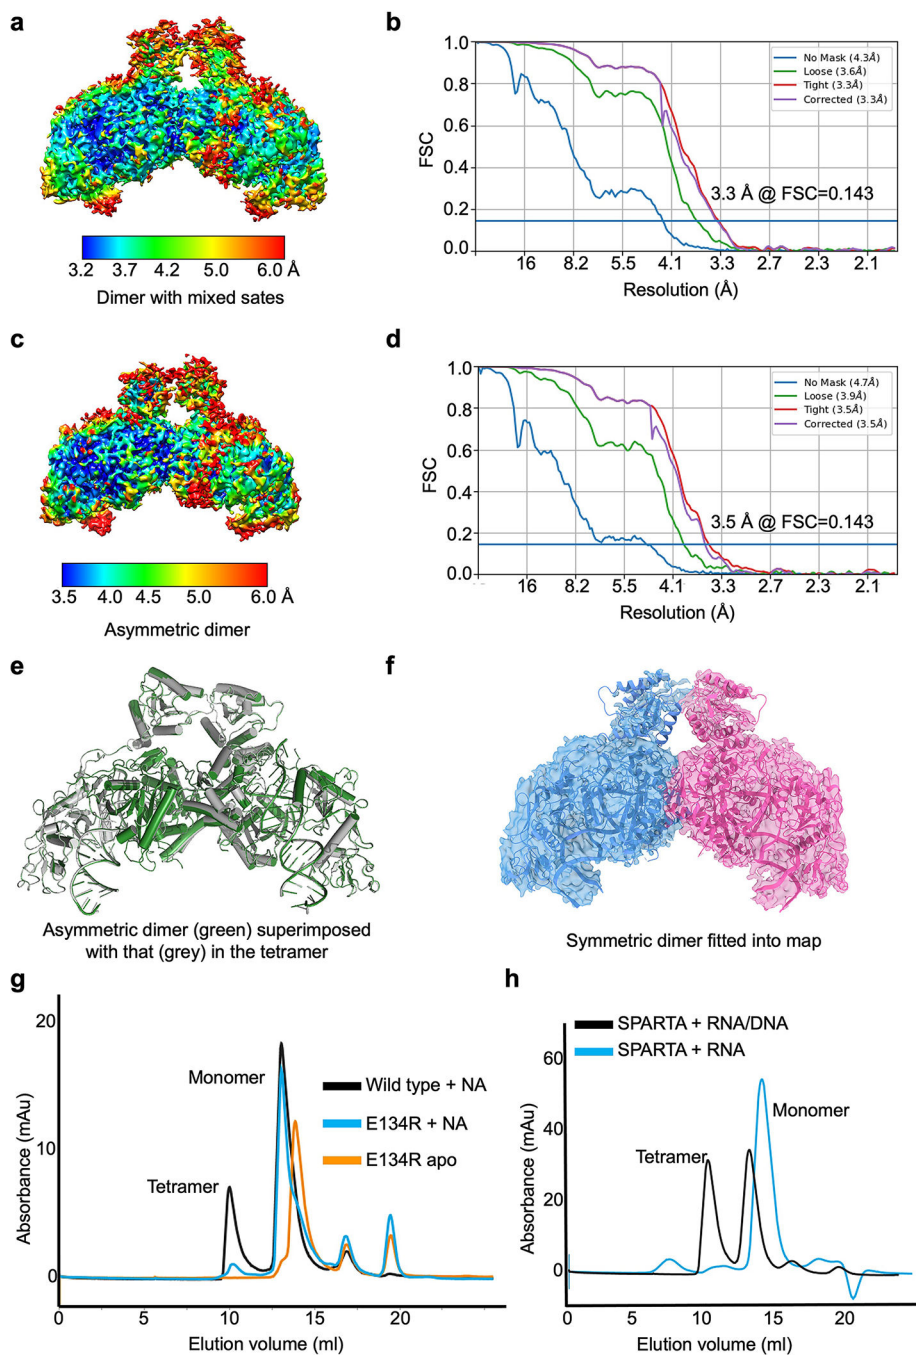 a
3.2 3.7 4.2 5.0 6.0 Å
Dimer with mixed sates
b
FSC
1.0
0.8
0.6
0.4
0.2
0.0
No Mask (4.3Å)
Loose (3.6Å)
Tight (3.3Å)
Corrected (3.3Å)
3.3 Å @ FSC=0.143
16 8.2 5.5 4.1 3.3 2.7 2.3 2.1
Resolution (Å)
c
3.5 4.0 4.5 5.0 6.0 Å
Asymmetric dimer
d
FSC
1.0
0.8
0.6
0.4
0.2
0.0
No Mask (4.7Å)
Loose (3.9Å)
Tight (3.5Å)
Corrected (3.5Å)
3.5 Å @ FSC=0.143
16 8.2 5.5 4.1 3.3 2.7 2.3 2.1
Resolution (Å)
e
Asymmetric dimer (green) superimposed
with that (grey) in the tetramer
f
Symmetric dimer fitted into map
g
Absorbance (mAu)
20
10
0
Monomer
Tetramer
Wild type + NA
E134R + NA
E134R apo
0 5 10 15 20
Elution volume (ml)
h
SPARTA + RNA/DNA
SPARTA + RNA
Absorbance (mAu)
60
40
20
0
Monomer
Tetramer
0 5 10 15 20
Elution volume (ml)